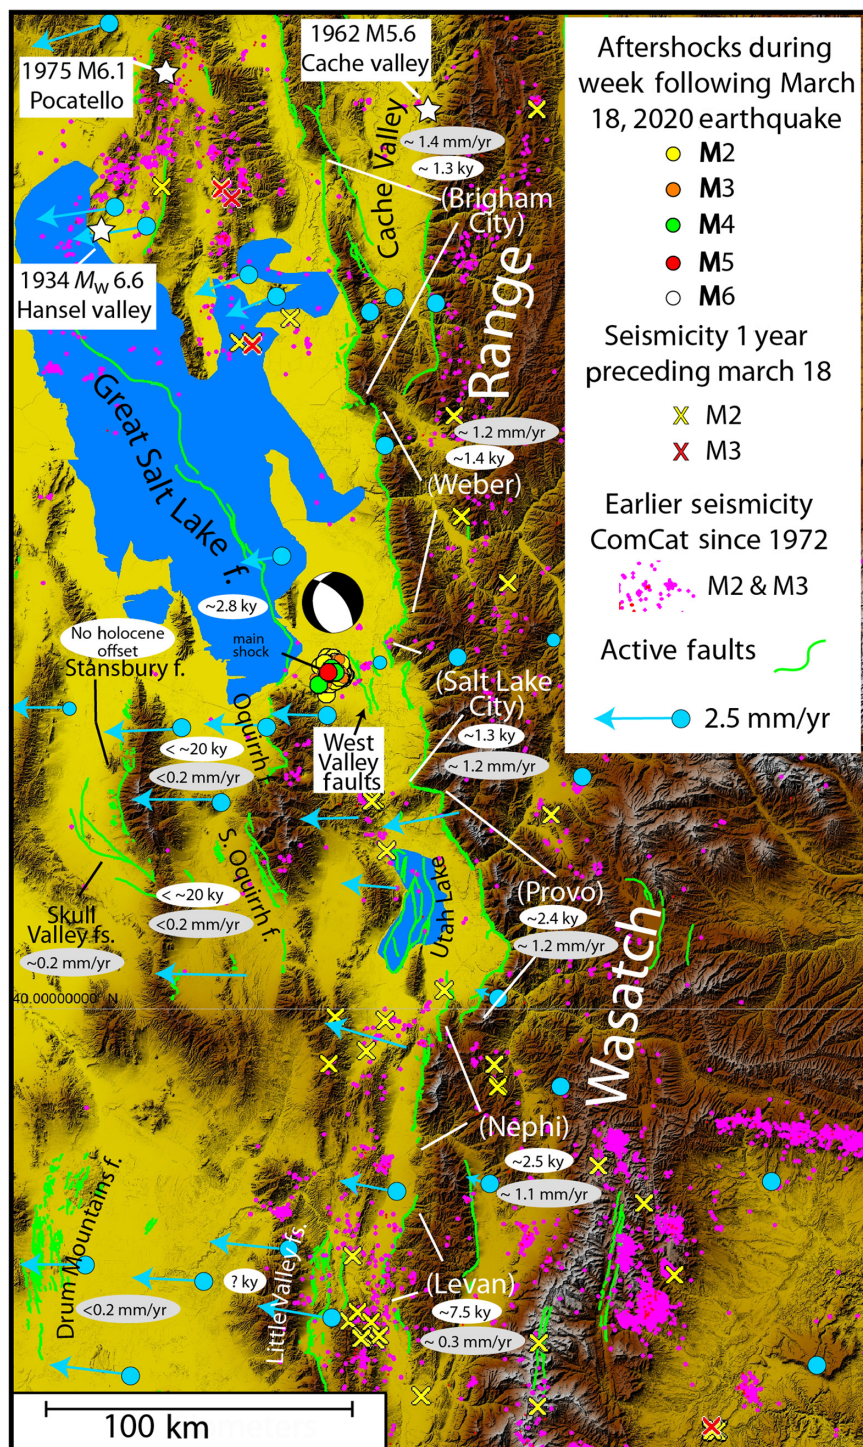 1962 M5.6
Cache valley
1975 M6.1
Pocatello
Cache Valley
~ 1.4 mm/yr
~ 1.3 ky
(Brigham
City)
1934 Mw 6.6
Hansel valley
Range
Great Salt Lake f.
~ 1.2 mm/yr
~1.4 ky
(Weber)
~2.8 ky
No holocene
offset
Stansbury f.
main
shock
(Salt Lake
City)
~1.3 ky
~ 1.2 mm/yr
Oquirrh f.
West
Valley
faults
< ~20 ky
<0.2 mm/yr
S. Oquirrh f.
Utah Lake
< ~20 ky
<0.2 mm/yr
Skull
Valley fs.
~0.2 mm/yr
(Provo)
~2.4 ky
~ 1.2 mm/yr
Wasatch
40.00000000° N
(Nephi)
~2.5 ky
~ 1.1 mm/yr
Drum Mountains f.
<0.2 mm/yr
? ky
Little Valley fs.
(Levan)
~7.5 ky
~ 0.3 mm/yr
100 km
Aftershocks during
week following March
18, 2020 earthquake
M2
M3
M4
M5
M6
Seismicity 1 year
preceding march 18
M2
M3
Earlier seismicity
ComCat since 1972
M2 & M3
Active faults
2.5 mm/yr